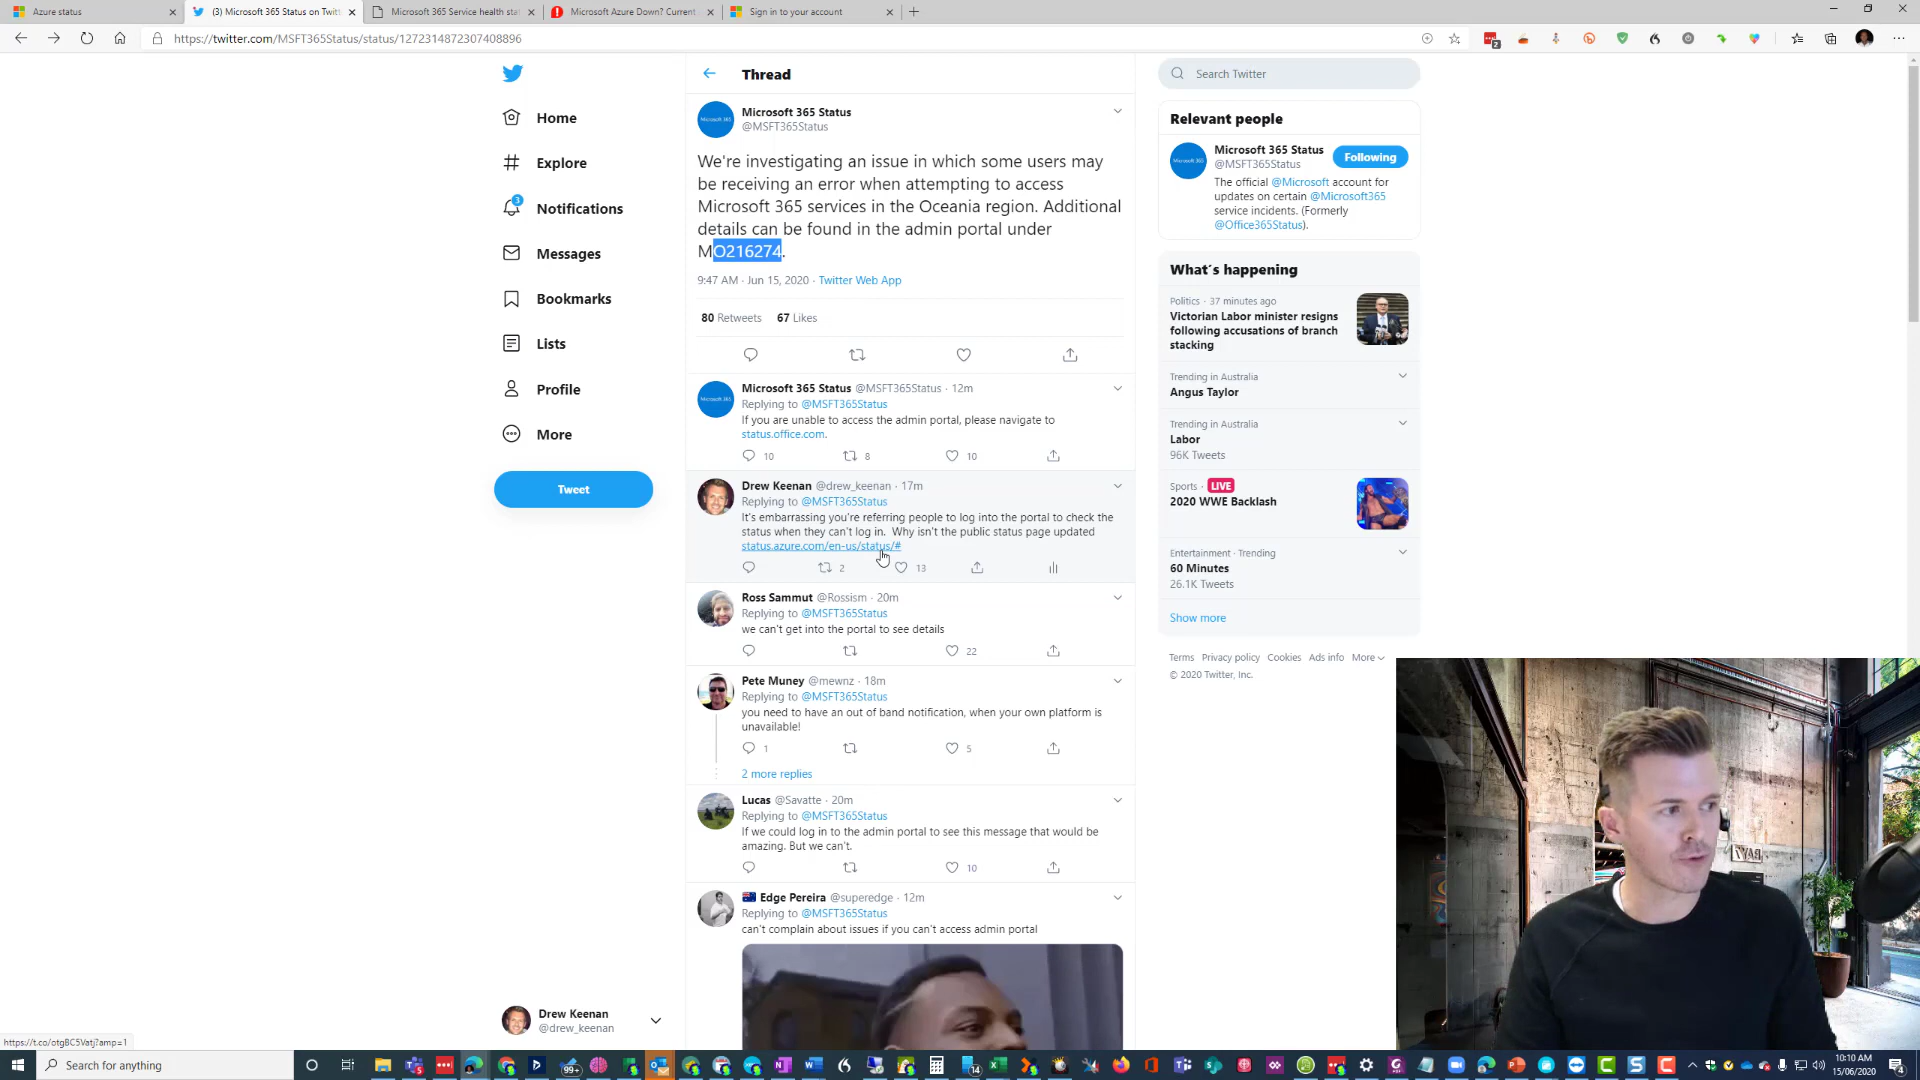 Azure status
(3) Microsoft 365 Status on Twitt
Microsoft 365 Service health sta
Microsoft Azure Down? Current
Sign in to your account
https://twitter.com/MSFT365Status/status/1272314872307408896
Home
Explore
3
Notifications
Messages
Bookmarks
Lists
Profile
More
Tweet
Drew Keenan
@drew_keenan
Thread
Microsoft 365 Status
@MSFT365Status
We're investigating an issue in which some users may
be receiving an error when attempting to access
Microsoft 365 services in the Oceania region. Additional
details can be found in the admin portal under
MO216274.
9:47 AM · Jun 15, 2020 · Twitter Web App
80 Retweets 67 Likes
Microsoft 365 Status @MSFT365Status · 12m
Replying to @MSFT365Status
If you are unable to access the admin portal, please navigate to
status.office.com.
10 8 10
Drew Keenan @drew_keenan · 17m
Replying to @MSFT365Status
It's embarrassing you're referring people to log into the portal to check the
status when they can't log in. Why isn't the public status page updated
status.azure.com/en-us/status/#
2 13
Ross Sammut @Rossism · 20m
Replying to @MSFT365Status
we can't get into the portal to see details
22
Pete Muney @mewnz · 18m
Replying to @MSFT365Status
you need to have an out of band notification, when your own platform is
unavailable!
1 5
2 more replies
Lucas @Savatte · 20m
Replying to @MSFT365Status
If we could log in to the admin portal to see this message that would be
amazing. But we can't.
10
Edge Pereira @superedge · 12m
Replying to @MSFT365Status
can't complain about issues if you can't access admin portal
Search Twitter
Relevant people
Microsoft 365 Status
@MSFT365Status
Following
The official @Microsoft account for
updates on certain @Microsoft365
service incidents. (Formerly
@Office365Status).
What's happening
Politics · 37 minutes ago
Victorian Labor minister resigns
following accusations of branch
stacking
Trending in Australia
Angus Taylor
Trending in Australia
Labor
96K Tweets
Sports · LIVE
2020 WWE Backlash
Entertainment · Trending
60 Minutes
26.1K Tweets
Show more
Terms Privacy policy Cookies Ads info More
© 2020 Twitter, Inc.
https://t.co/otgBC5Vatj?amp=1
Search for anything
99+
14
10:10 AM
15/06/2020